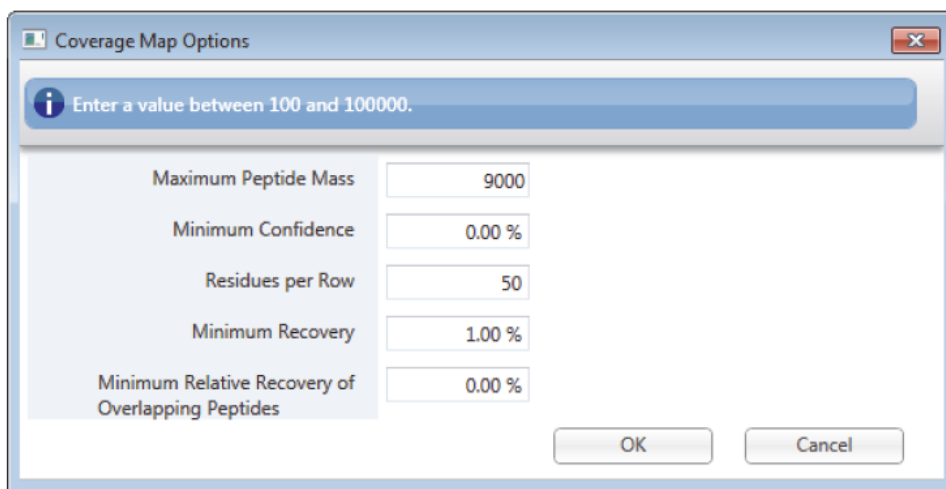 Coverage Map Options
Enter a value between 100 and 100000.
Maximum Peptide Mass 9000
Minimum Confidence 0.00 %
Residues per Row 50
Minimum Recovery 1.00 %
Minimum Relative Recovery of 0.00 %
Overlapping Peptides
OK Cancel